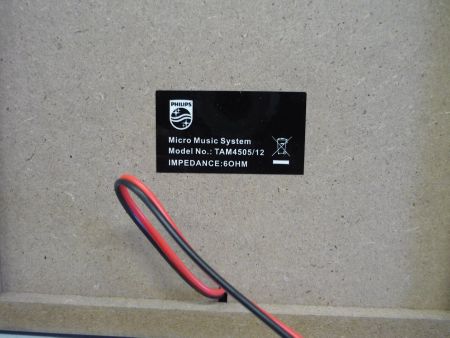 PHILIPS
Micro Music System
Model No.: TAM4505/12
IMPEDANCE:6OHM